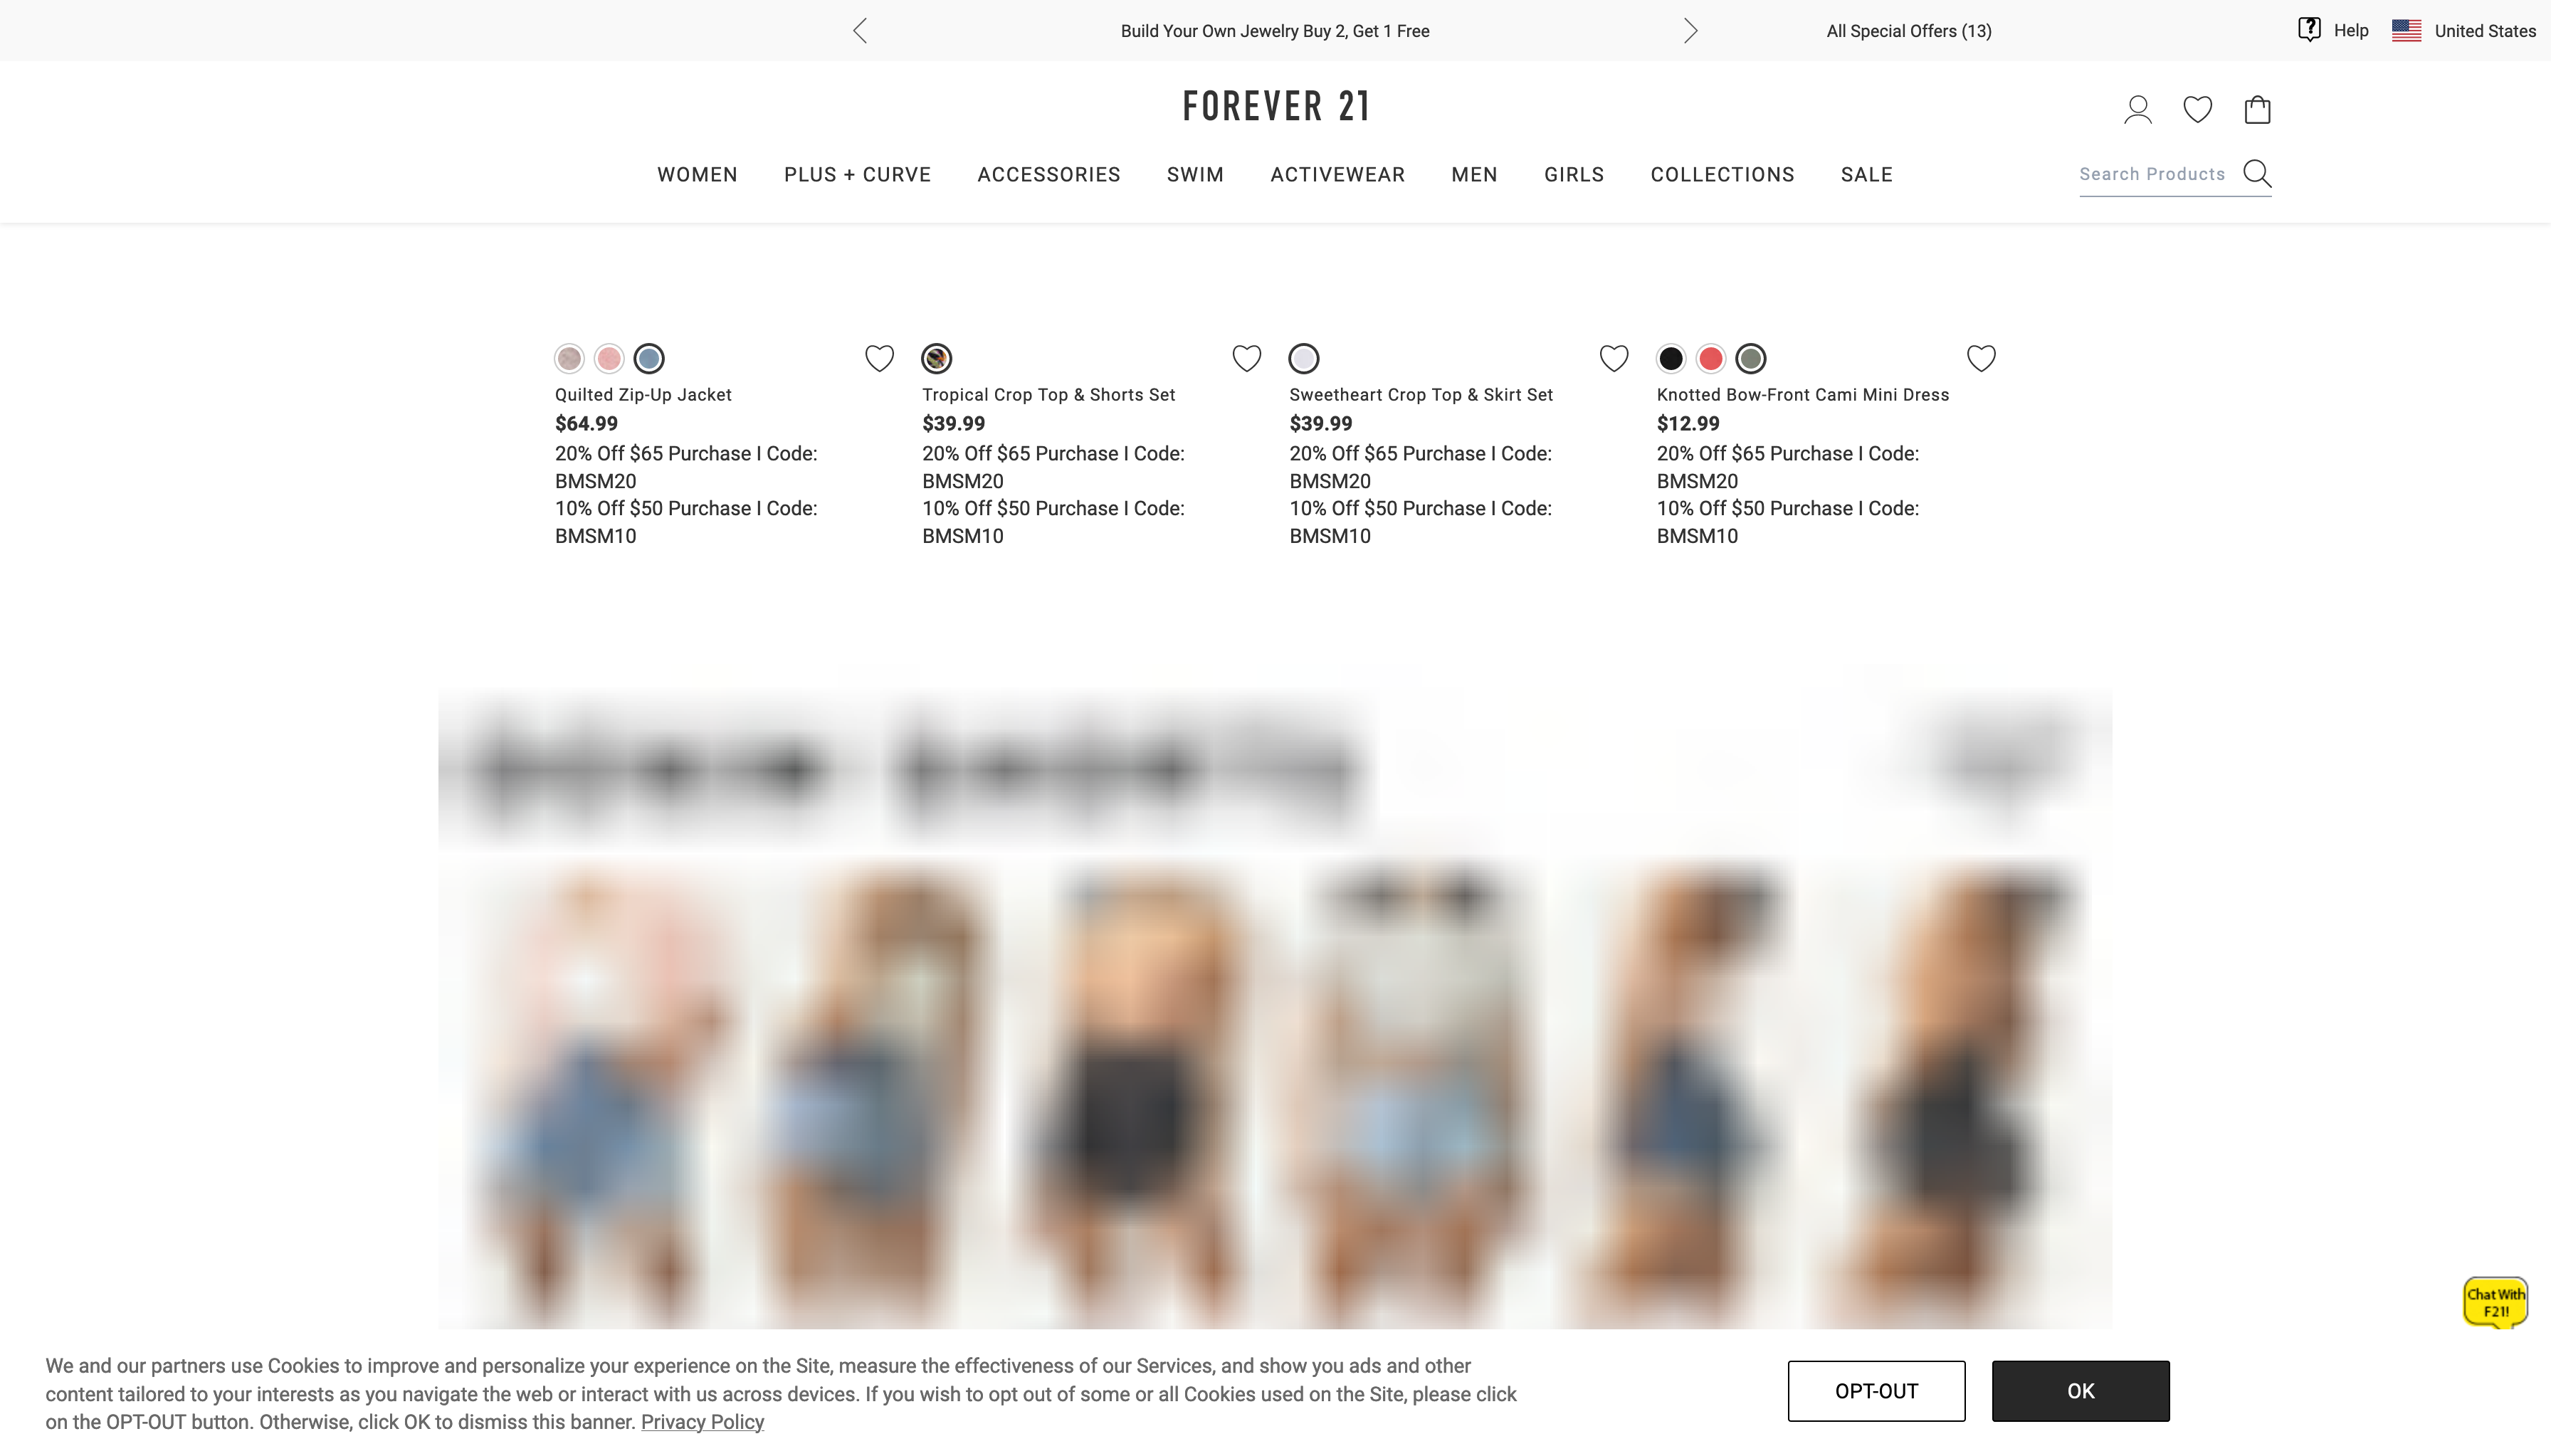 Build Your Own Jewelry Buy 2, Get 1 Free
All Special Offers (13)
Help
United States
FOREVER 21
WOMEN
PLUS + CURVE
ACCESSORIES
SWIM
ACTIVEWEAR
MEN
GIRLS
COLLECTIONS
SALE
Search Products
Quilted Zip-Up Jacket
$64.99
20% Off $65 Purchase I Code:
BMSM20
10% Off $50 Purchase I Code:
BMSM10
Tropical Crop Top & Shorts Set
$39.99
20% Off $65 Purchase I Code:
BMSM20
10% Off $50 Purchase I Code:
BMSM10
Sweetheart Crop Top & Skirt Set
$39.99
20% Off $65 Purchase I Code:
BMSM20
10% Off $50 Purchase I Code:
BMSM10
Knotted Bow-Front Cami Mini Dress
$12.99
20% Off $65 Purchase I Code:
BMSM20
10% Off $50 Purchase I Code:
BMSM10
Chat With
F21!
We and our partners use Cookies to improve and personalize your experience on the Site, measure the effectiveness of our Services, and show you ads and other
content tailored to your interests as you navigate the web or interact with us across devices. If you wish to opt out of some or all Cookies used on the Site, please click
on the OPT-OUT button. Otherwise, click OK to dismiss this banner. Privacy Policy
OPT-OUT
OK